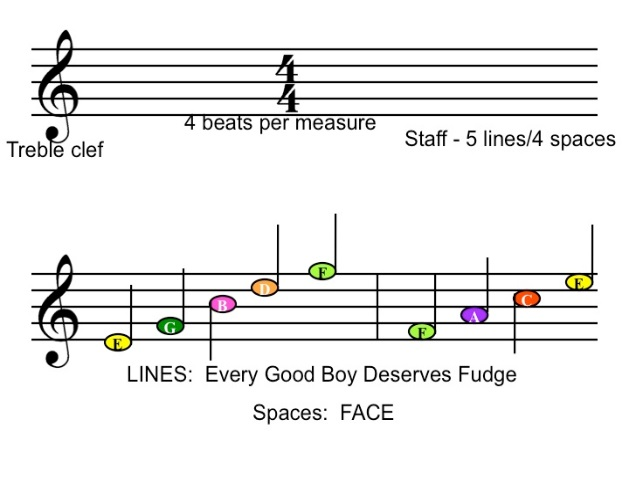 4
4
4 beats per measure
Staff - 5 lines/4 spaces
Treble clef
E G B D F F A C E
LINES:  Every Good Boy Deserves Fudge
Spaces:  FACE